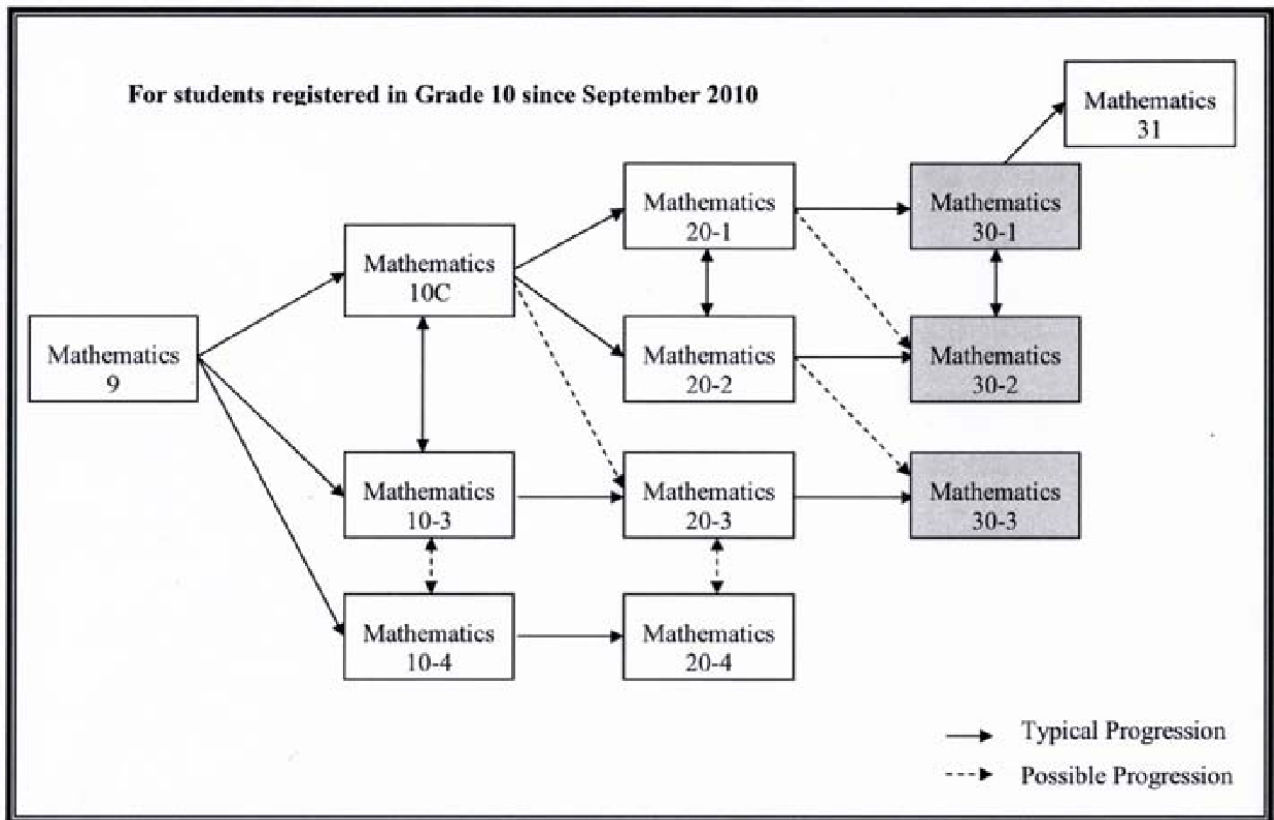 For students registered in Grade 10 since September 2010
Mathematics
31
Mathematics
20-1
Mathematics
30-1
Mathematics
10C
Mathematics
9
Mathematics
20-2
Mathematics
30-2
Mathematics
10-3
Mathematics
20-3
Mathematics
30-3
Mathematics
10-4
Mathematics
20-4
Typical Progression
Possible Progression